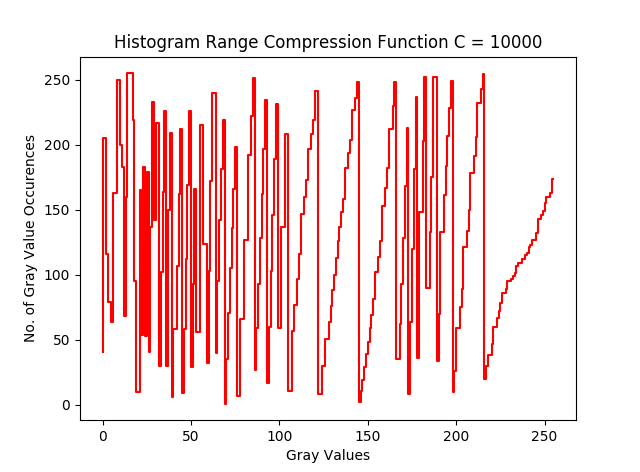 Histogram Range Compression Function C = 10000
No. of Gray Value Occurences
250
200
150
100
50
0
0 50 100 150 200 250
Gray Values